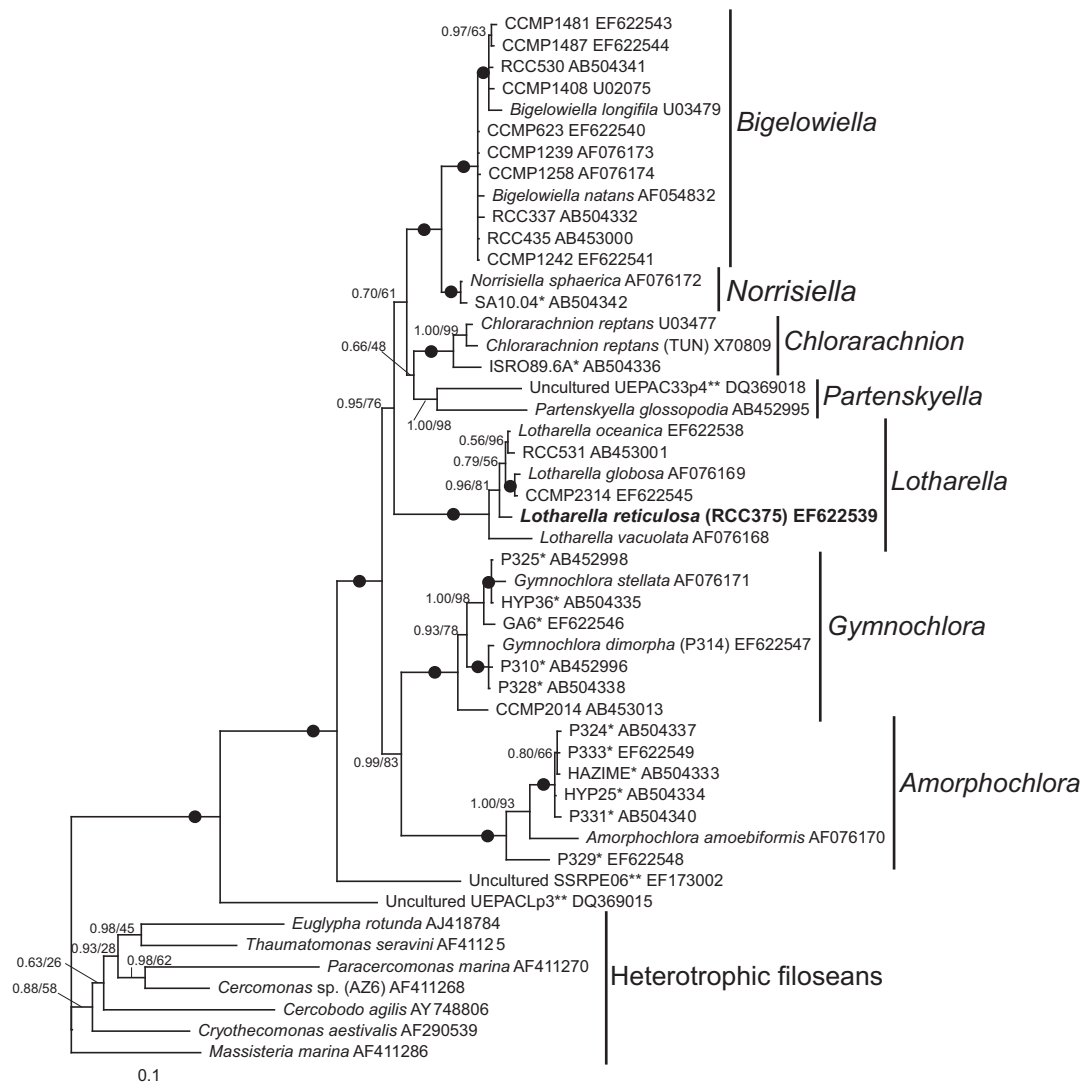 0.97/63
CCMP1481 EF622543
CCMP1487 EF622544
RCC530 AB504341
CCMP1408 U02075
Bigelowiella longifila U03479
CCMP623 EF622540
CCMP1239 AF076173
CCMP1258 AF076174
Bigelowiella natans AF054832
RCC337 AB504332
RCC435 AB453000
CCMP1242 EF622541
Bigelowiella
Norrisiella sphaerica AF076172
SA10.04* AB504342
Norrisiella
0.70/61
1.00/99
Chlorarachnion reptans U03477
Chlorarachnion reptans (TUN) X70809
ISRO89.6A* AB504336
Chlorarachnion
0.66/48
Uncultured UEPAC33p4** DQ369018
Partenskyella glossopodia AB452995
Partenskyella
0.95/76
1.00/98
Lotharella oceanica EF622538
0.56/96
RCC531 AB453001
0.79/56
Lotharella globosa AF076169
0.96/81
CCMP2314 EF622545
Lotharella reticulosa (RCC375) EF622539
Lotharella vacuolata AF076168
Lotharella
P325* AB452998
Gymnochlora stellata AF076171
1.00/98
HYP36* AB504335
GA6* EF622546
0.93/78
Gymnochlora dimorpha (P314) EF622547
P310* AB452996
P328* AB504338
CCMP2014 AB453013
Gymnochlora
0.99/83
P324* AB504337
0.80/66
P333* EF622549
HAZIME* AB504333
HYP25* AB504334
1.00/93
P331* AB504340
Amorphochlora amoebiformis AF076170
P329* EF622548
Amorphochlora
Uncultured SSRPE06** EF173002
Uncultured UEPACLp3** DQ369015
Euglypha rotunda AJ418784
0.98/45
Thaumatomonas seravini AF41125
0.93/28
0.98/62
Paracercomonas marina AF411270
0.63/26
Cercomonas sp. (AZ6) AF411268
0.88/58
Cercobodo agilis AY748806
Cryothecomonas aestivalis AF290539
Massisteria marina AF411286
Heterotrophic filoseans
0.1